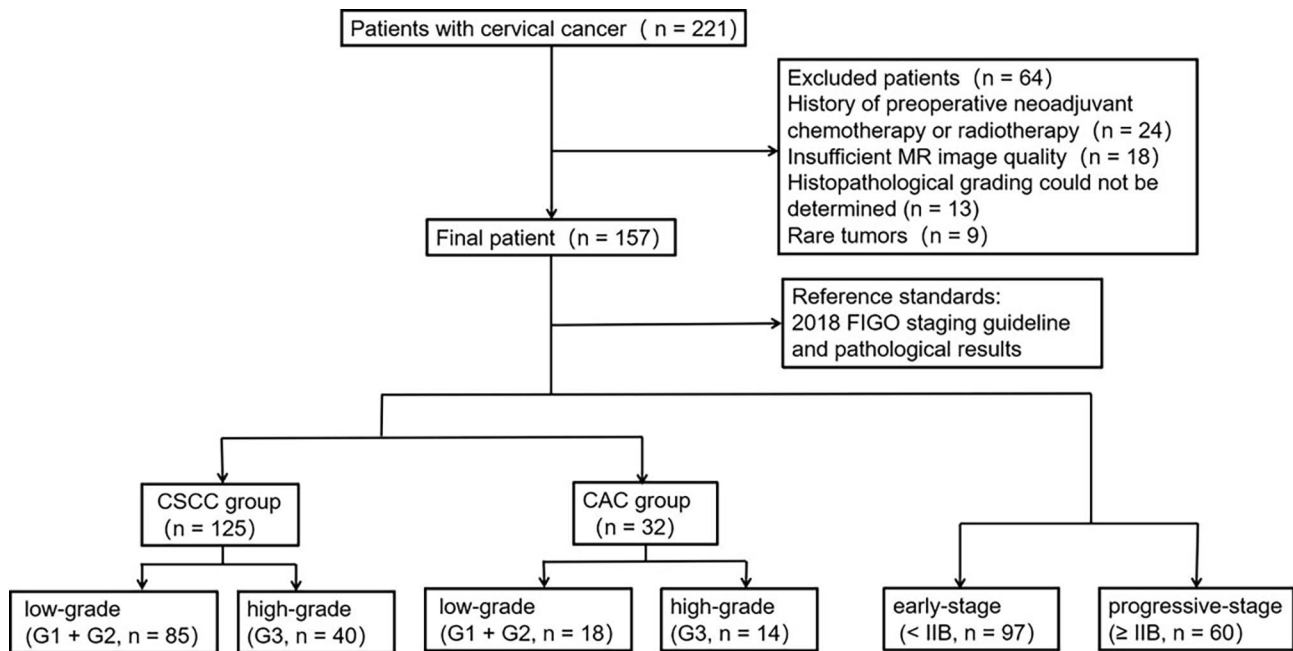 Patients with cervical cancer（ n = 221)
Excluded patients（n = 64)
History of preoperative neoadjuvant
chemotherapy or radiotherapy（n = 24)
Insufficient MR image quality（n = 18)
Histopathological grading could not be
determined (n = 13)
Rare tumors（n = 9)
Final patient（n = 157)
Reference standards:
2018 FIGO staging guideline
and pathological results
CSCC group
（n = 125)
CAC group
（n = 32)
low-grade
(G1 + G2, n = 85)
high-grade
(G3, n = 40)
low-grade
(G1 + G2, n = 18)
high-grade
(G3, n = 14)
early-stage
(< IIB, n = 97)
progressive-stage
(≥ IIB, n = 60)